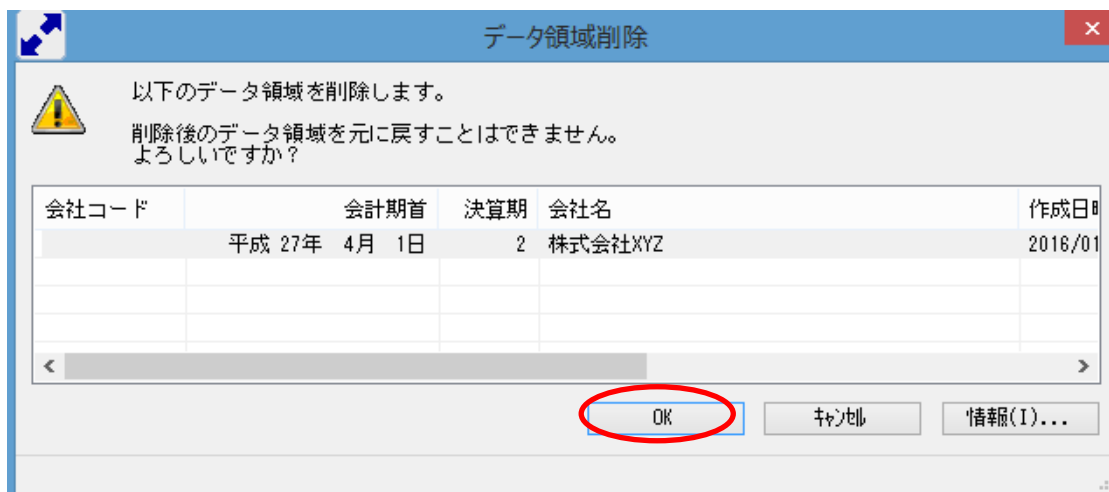 データ領域削除
以下のデータ領域を削除します。
削除後のデータ領域を元に戻すことはできません。
よろしいですか？
会社コード 会計期首 決算期 会社名 作成日時
平成 27年 4月 1日 2 株式会社XYZ 2016/01
OK キャンセル 情報(I)...